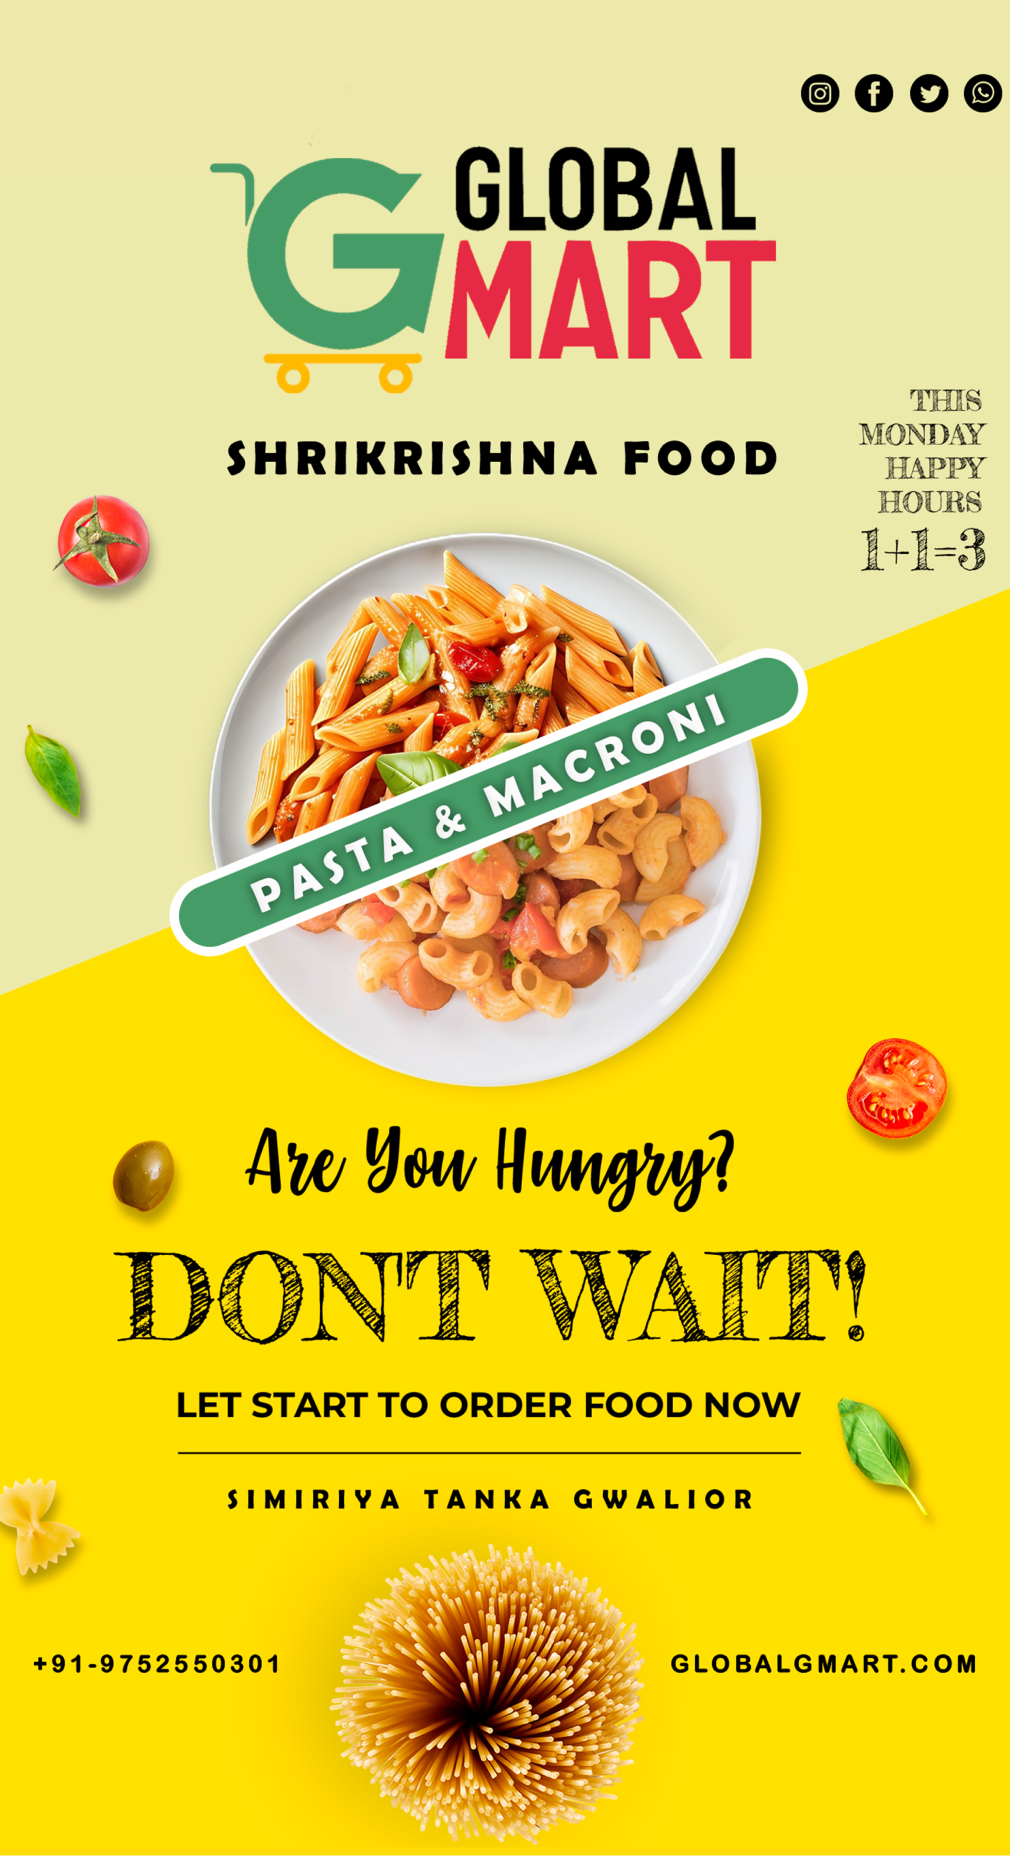 GLOBAL
MART
SHRIKRISHNA FOOD
THIS
MONDAY
HAPPY
HOURS
1+1=3
PASTA & MACRONI
Are You Hungry?
DON'T WAIT!
LET START TO ORDER FOOD NOW
SIMIRIYA TANKA GWALIOR
+91-9752550301
GLOBALGMART.COM